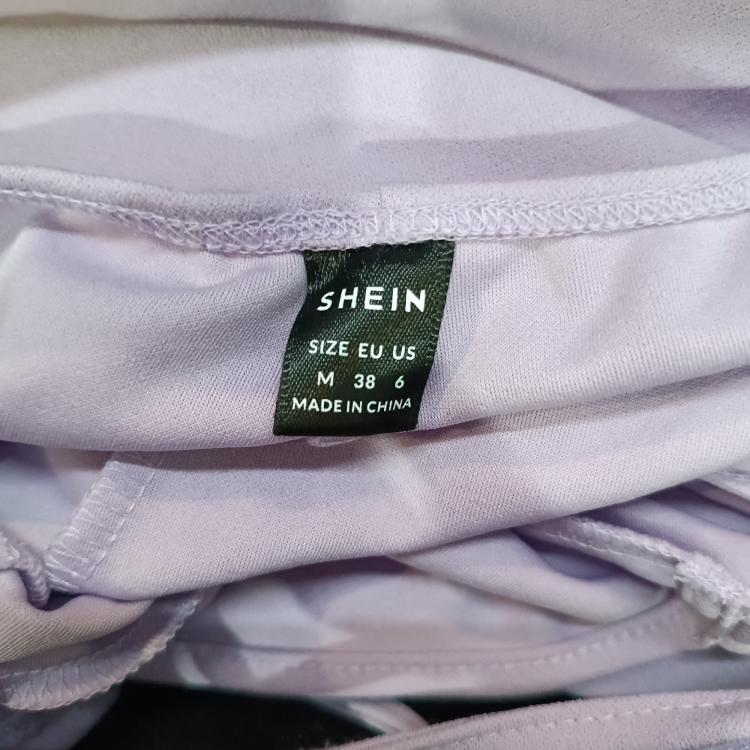 SHEIN
SIZE EU US
M 38 6
MADE IN CHINA